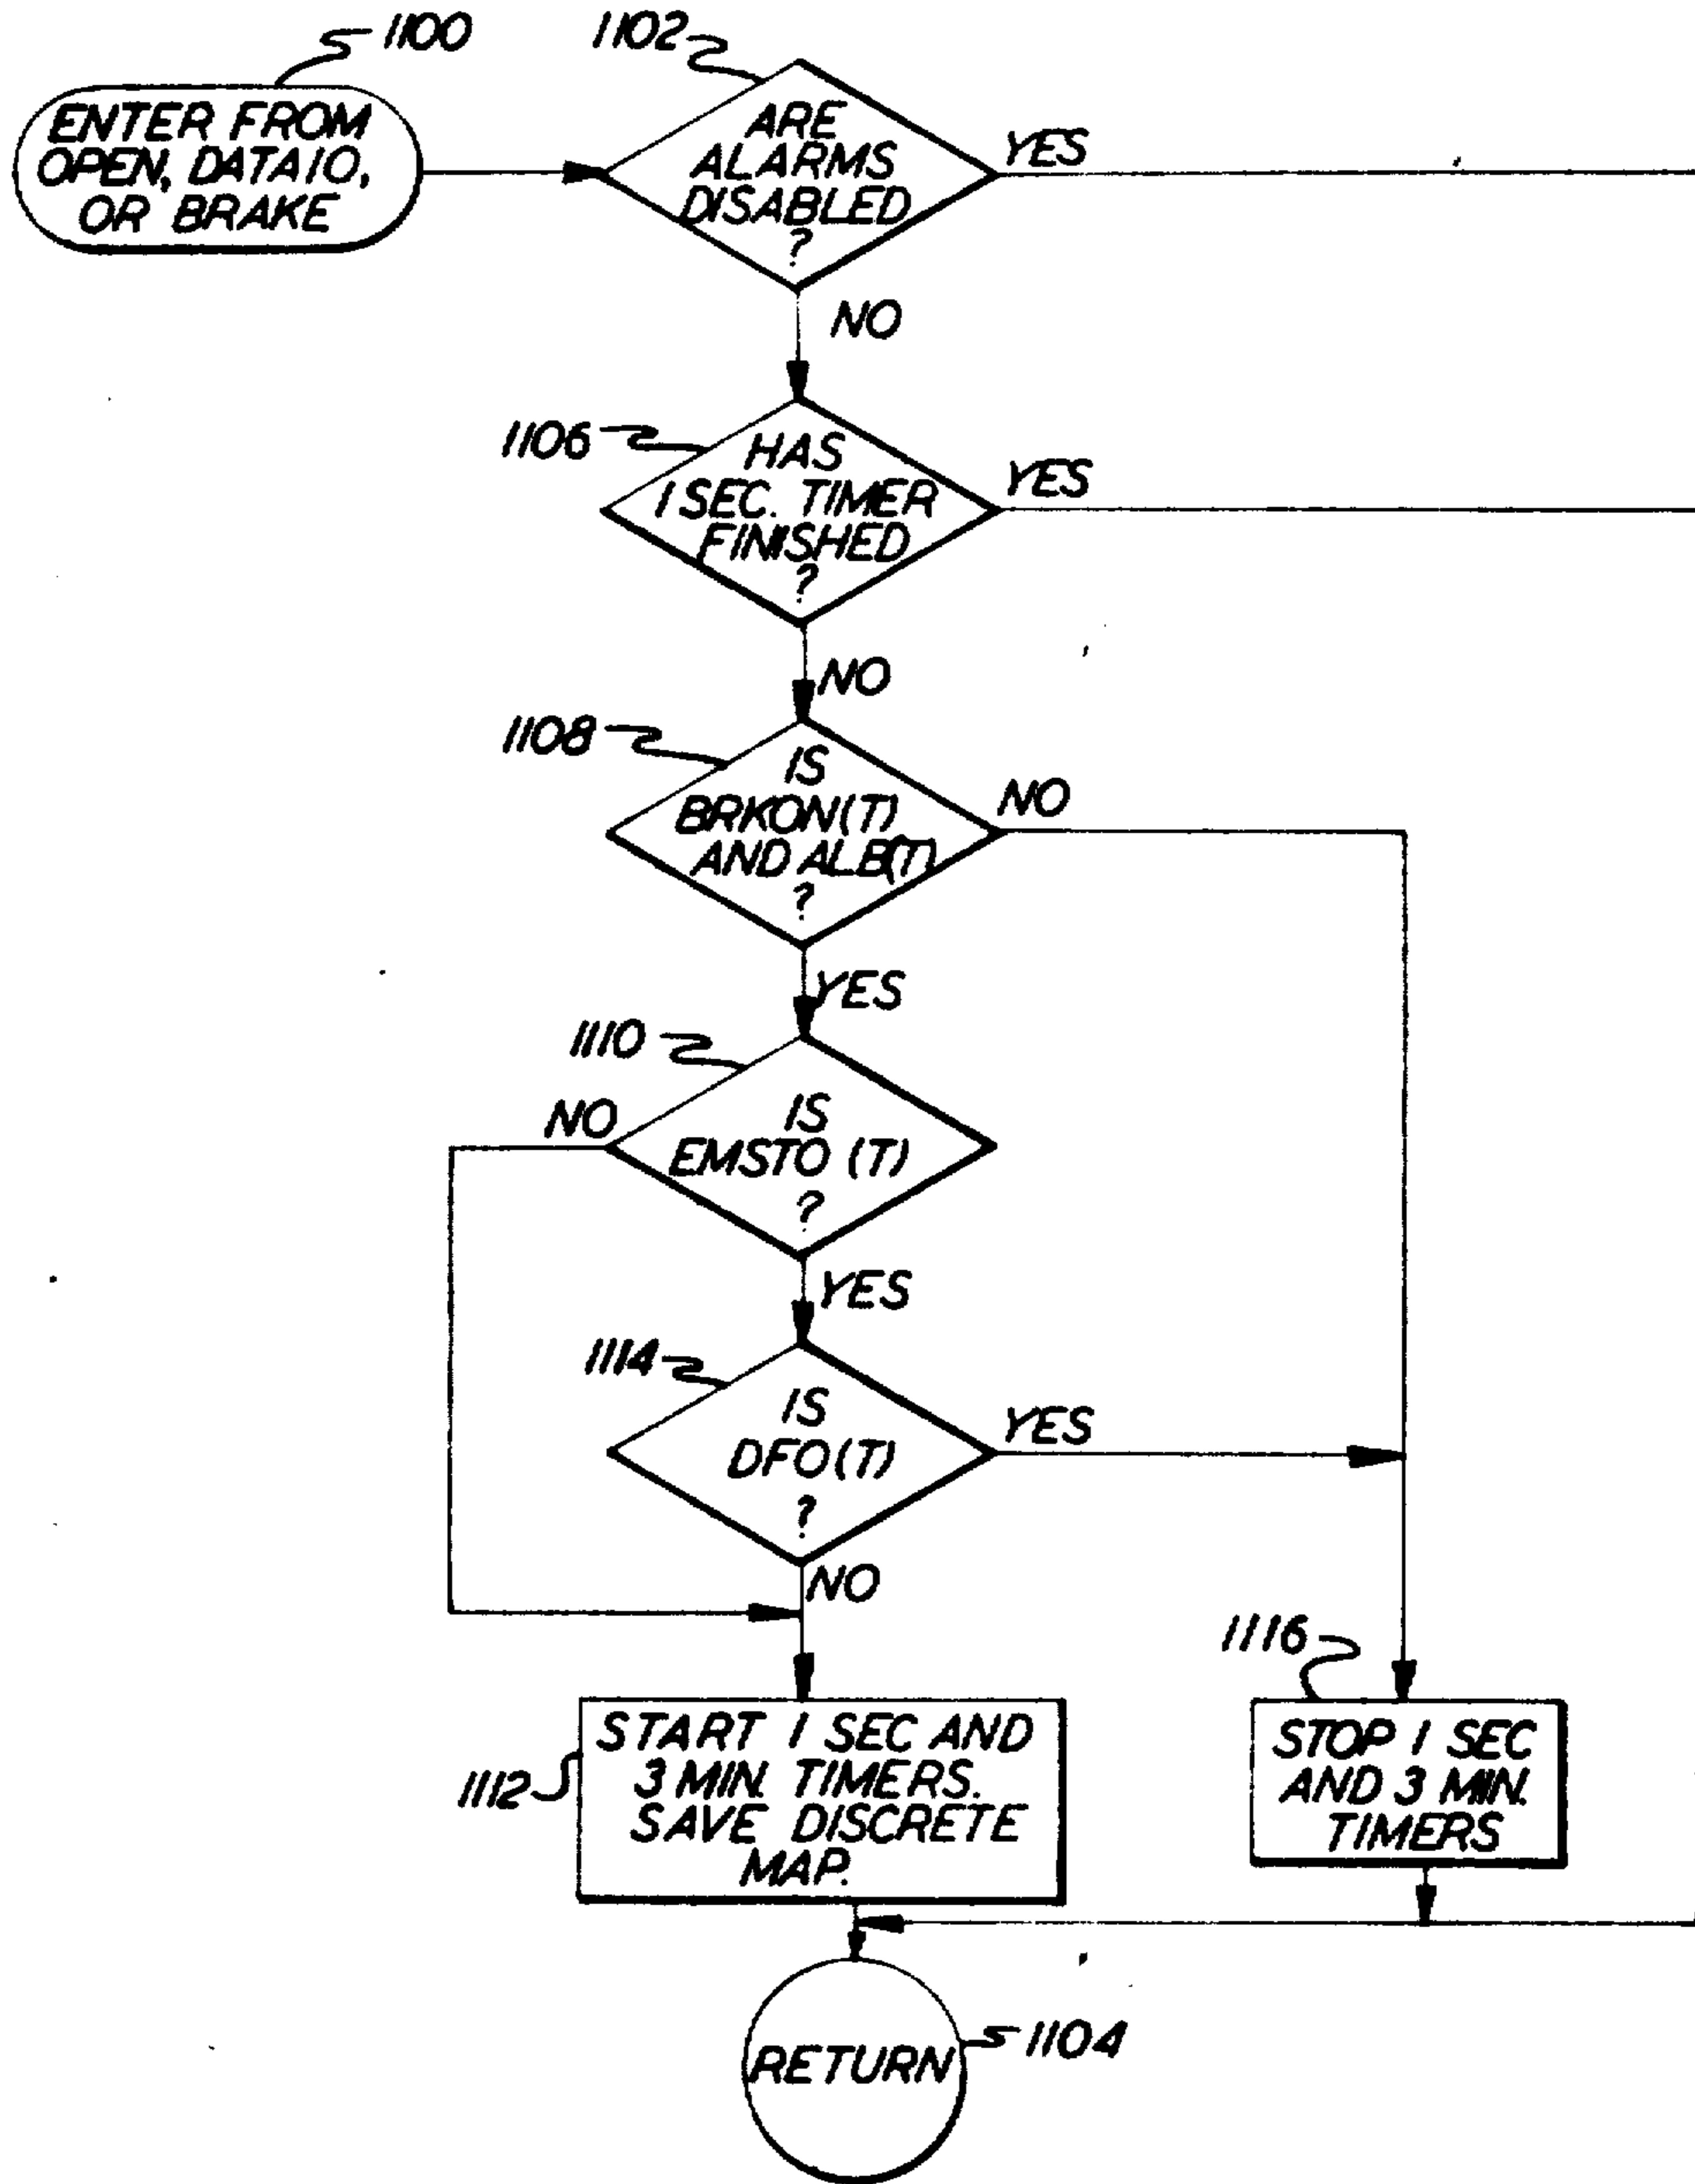 1100
ENTER FROM
OPEN, DATAIO,
OR BRAKE
1102
ARE
ALARMS
DISABLED
?
YES
NO
1106
HAS
1 SEC. TIMER
FINISHED
?
YES
NO
1108
IS
BRKON(T)
AND ALB(T)
?
NO
YES
1110
IS
EMSTO (T)
?
NO
YES
1114
IS
DFO(T)
?
YES
NO
1112
START 1 SEC AND
3 MIN. TIMERS.
SAVE DISCRETE
MAP.
1116
STOP 1 SEC
AND 3 MIN.
TIMERS
RETURN
1104